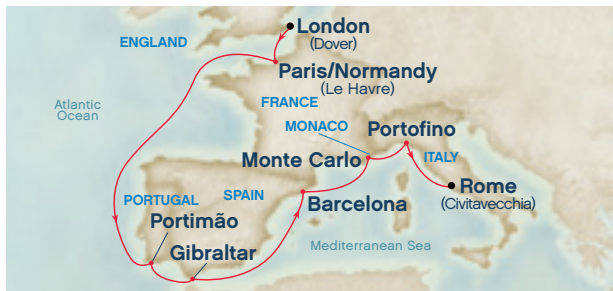 London
(Dover)
ENGLAND
Paris/Normandy
(Le Havre)
FRANCE
Atlantic
Ocean
MONACO
Portofino
Monte Carlo
ITALY
Rome
(Civitavecchia)
PORTUGAL
SPAIN
Barcelona
Portimão
Gibraltar
Mediterranean Sea